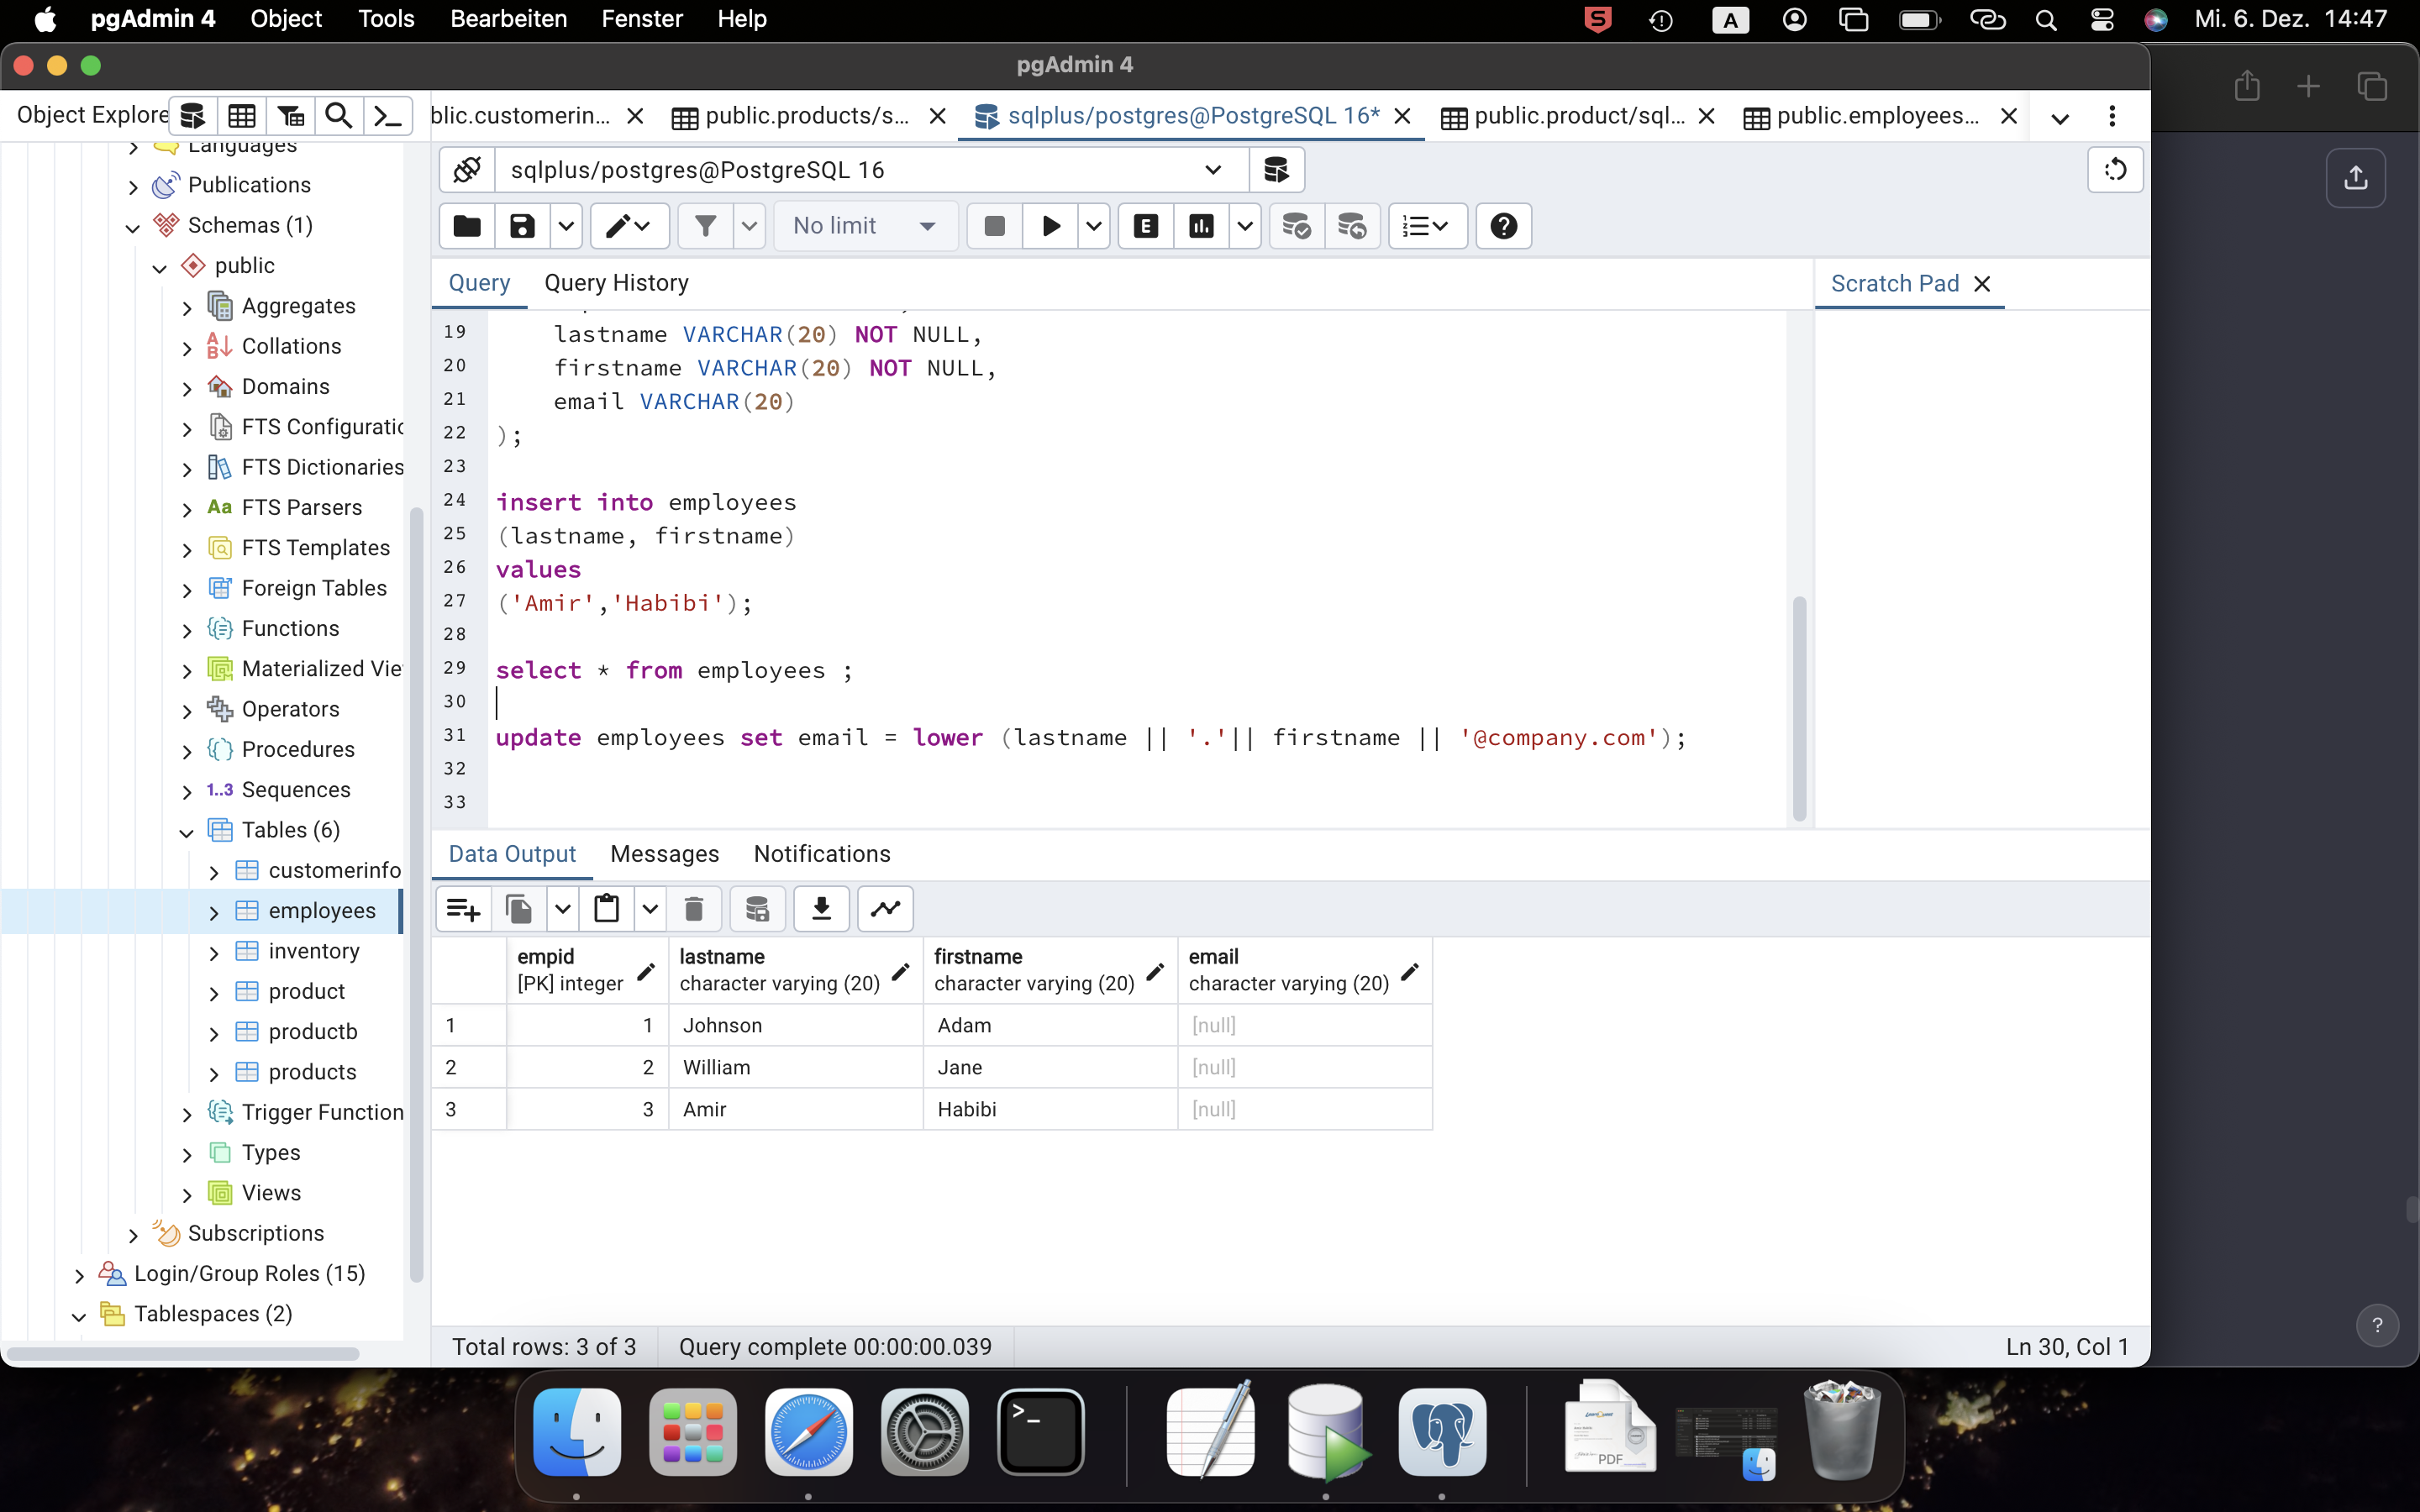 pgAdmin 4 Object Tools Bearbeiten Fenster Help Mi. 6. Dez. 14:47
pgAdmin 4
Object Explore
blic.customerin... public.products/s... sqlplus/postgres@PostgreSQL 16* public.product/sql... public.employees...
sqlplus/postgres@PostgreSQL 16
No limit
Languages
Publications
Schemas (1)
public
Aggregates
Collations
Domains
FTS Configuratic
FTS Dictionaries
Aa FTS Parsers
FTS Templates
Foreign Tables
Functions
Materialized Vie
Operators
Procedures
1..3 Sequences
Tables (6)
customerinfo
employees
inventory
product
productb
products
Trigger Function
Types
Views
Subscriptions
Login/Group Roles (15)
Tablespaces (2)
Query Query History
Scratch Pad
19 lastname VARCHAR(20) NOT NULL,
20 firstname VARCHAR(20) NOT NULL,
21 email VARCHAR(20)
22 );
23
24 insert into employees
25 (lastname, firstname)
26 values
27 ('Amir','Habibi');
28
29 select * from employees ;
30
31 update employees set email = lower (lastname || '.'|| firstname || '@company.com');
32
33
Data Output Messages Notifications
empid lastname firstname email
[PK] integer character varying (20) character varying (20) character varying (20)
1 1 Johnson Adam [null]
2 2 William Jane [null]
3 3 Amir Habibi [null]
Total rows: 3 of 3 Query complete 00:00:00.039 Ln 30, Col 1
PDF